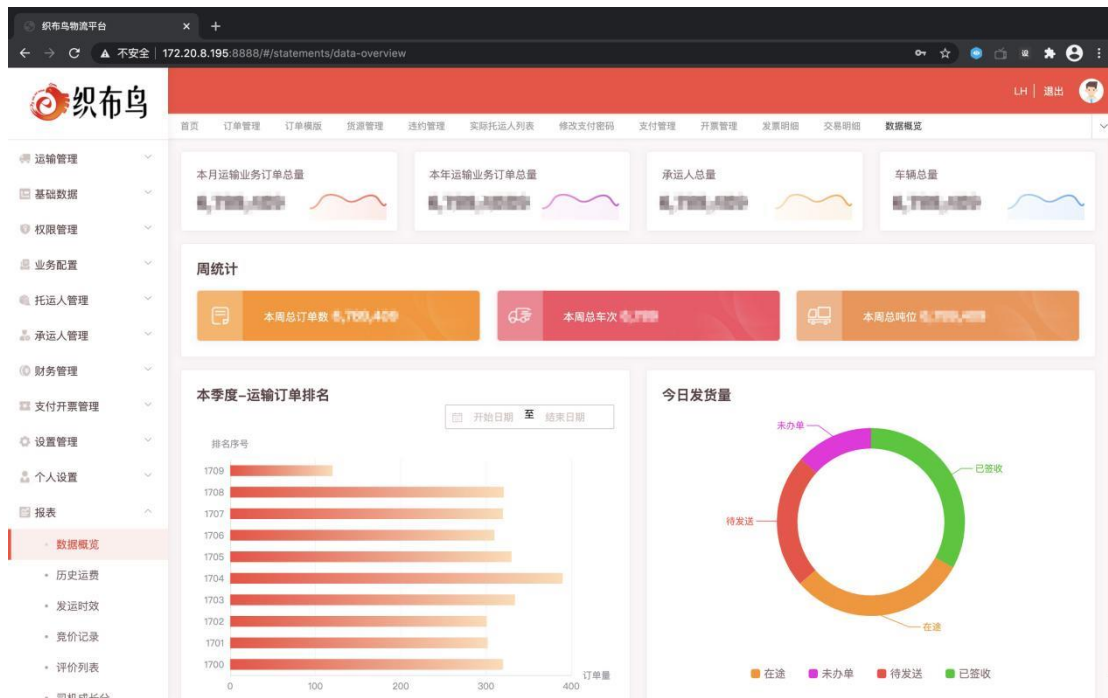 织布鸟物流平台
不安全 | 172.20.8.195:8888/#/statements/data-overview
织布鸟
LH | 退出
首页 订单管理 订单模版 货源管理 违约管理 实际托运人列表 修改支付密码 支付管理 开票管理 发票明细 交易明细 数据概览
运输管理
基础数据
权限管理
业务配置
托运人管理
承运人管理
财务管理
支付开票管理
设置管理
个人设置
报表
数据概览
历史运费
发运时效
竞价记录
评价列表
本月运输业务订单总量
本年运输业务订单总量
承运人总量
车辆总量
周统计
本周总订单数
本周总车次
本周总吨位
本季度-运输订单排名
开始日期 至 结束日期
排名序号
1709
1708
1707
1706
1705
1704
1703
1702
1701
1700
订单量
0 100 200 300 400
今日发货量
未办单
已签收
待发送
在途
在途 未办单 待发送 已签收